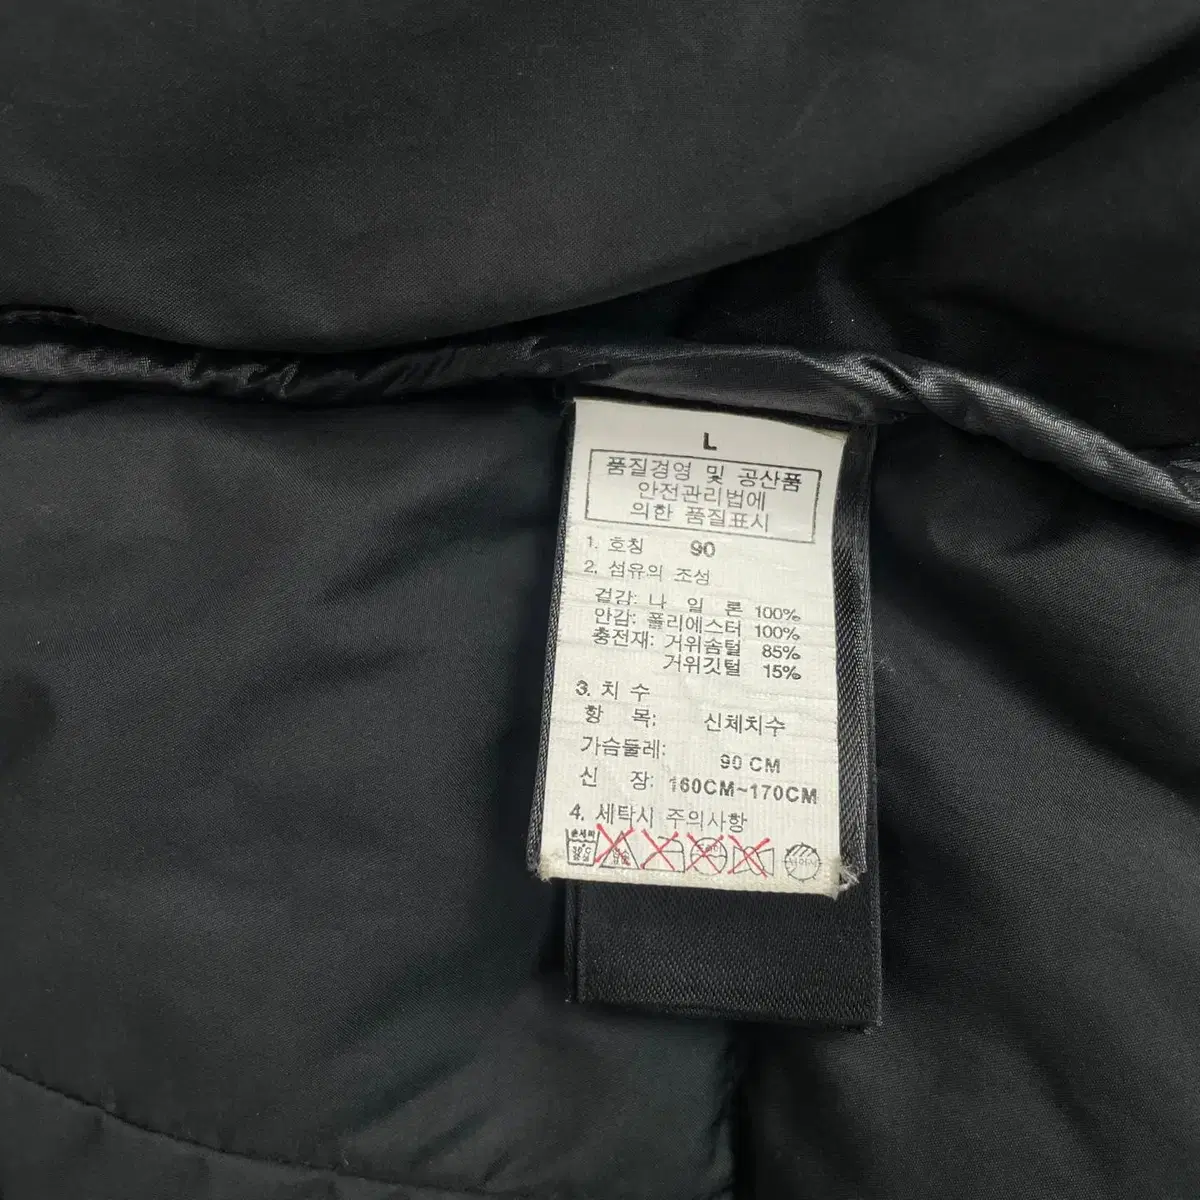 L
품질경영 및 공산품
안전관리법에
의한 품질표시
1. 호칭 90
2. 섬유의 조성
겉감: 나 일 론 100%
안감: 폴리에스터 100%
충전재: 거위솜털 85%
거위깃털 15%
3. 치 수
항 목; 신체치수
가슴둘레: 90 CM
신 장: 160CM~170CM
4. 세탁시 주의사항
손세탁
30°C